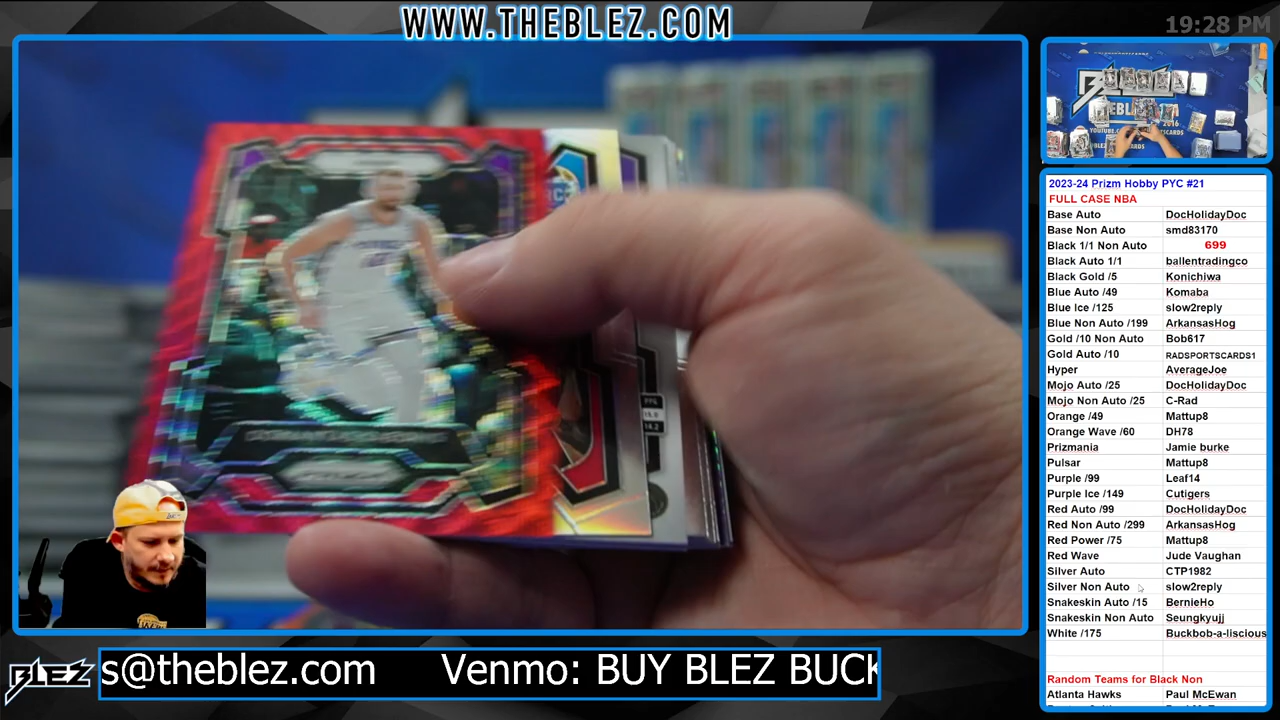 WWW.THEBLEZ.COM
19:28 PM
2023-24 Prizm Hobby PYC #21
FULL CASE NBA
Base Auto DocHolidayDoc
Base Non Auto smd83170
Black 1/1 Non Auto 699
Black Auto 1/1 ballentradingco
Black Gold /5 Konichiwa
Blue Auto /49 Komaba
Blue ice /125 slow2reply
Blue Non Auto /199 ArkansasHog
Gold /10 Non Auto Bob617
Gold Auto /10 RADSPORTSCARDS1
Hyper AverageJoe
Mojo Auto /25 DocHolidayDoc
Mojo Non Auto /25 C-Rad
Orange /49 Mattup8
Orange Wave /60 DH78
Prizmania Jamie burke
Pulsar Mattup8
Purple /99 Leaf14
Purple Ice /149 Cutigers
Red Auto /99 DocHolidayDoc
Red Non Auto /299 ArkansasHog
Red Power /75 Mattup8
Red Wave Jude Vaughan
Silver Auto CTP1982
Silver Non Auto slow2reply
Snakeskin Auto /15 BernieHo
Snakeskin Non Auto Seungkyujj
White /175 Buckbob-a-liscious
Random Teams for Black Non
Atlanta Hawks Paul McEwan
BLEZ
s@theblez.com Venmo: BUY BLEZ BUCK